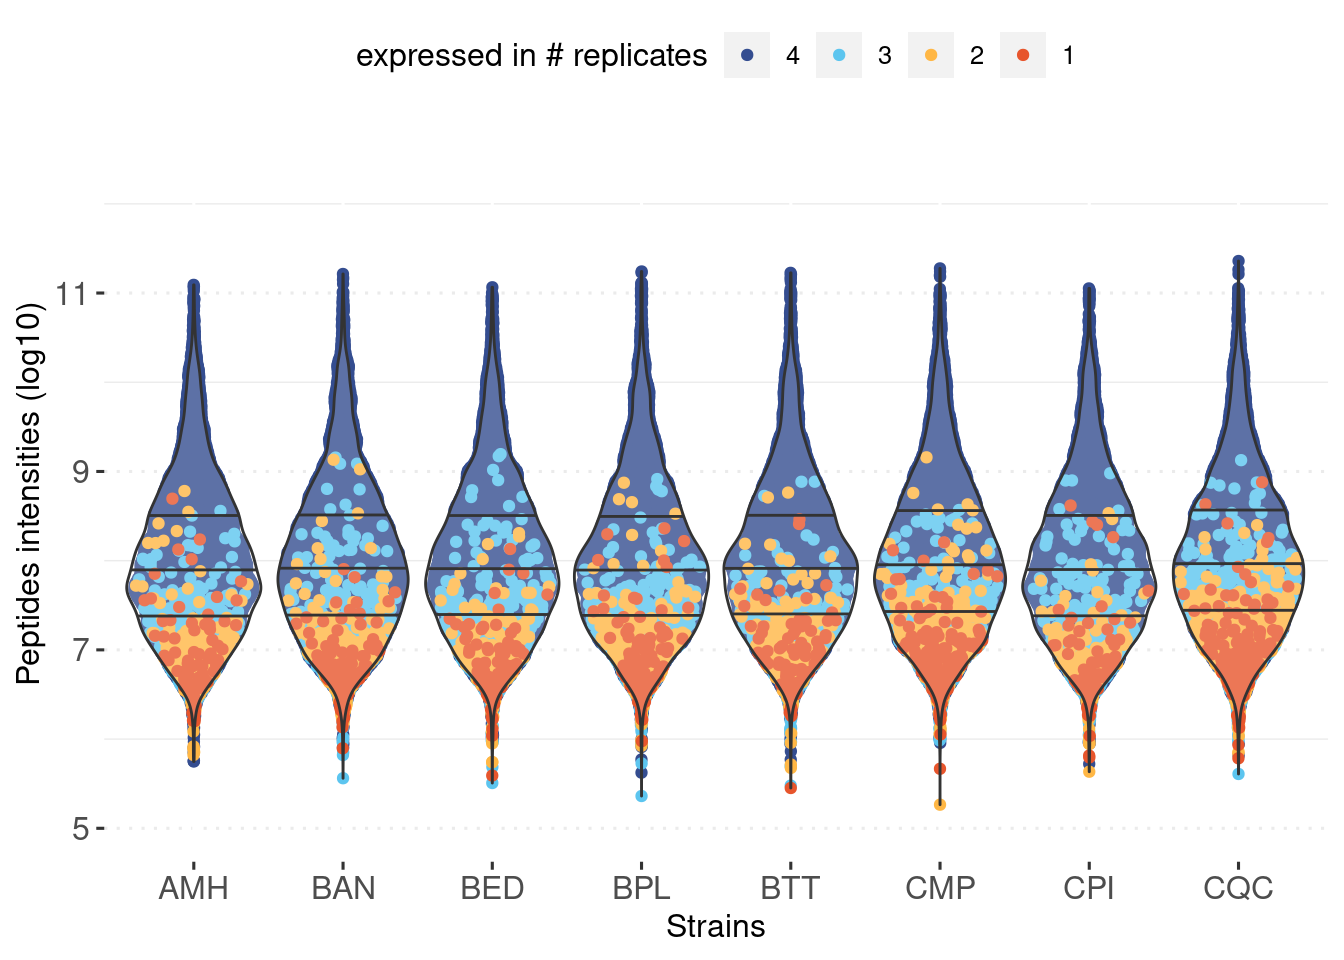 expressed in # replicates 4 3 2 1
Peptides intensities (log10)
11
9
7
5
AMH BAN BED BPL BTT CMP CPI CQC
Strains